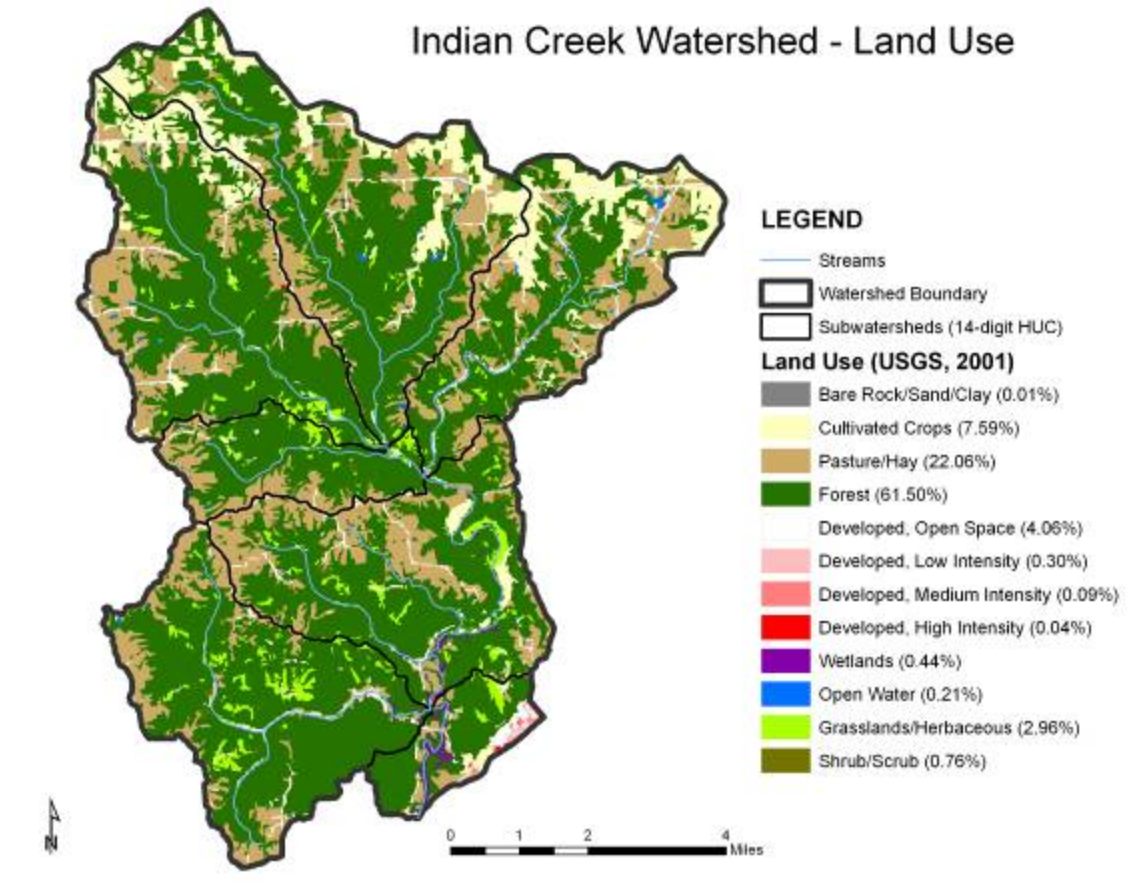 Indian Creek Watershed - Land Use
LEGEND
Streams
Watershed Boundary
Subwatersheds (14-digit HUC)
Land Use (USGS, 2001)
Bare Rock/Sand/Clay (0.01%)
Cultivated Crops (7.59%)
Pasture/Hay (22.06%)
Forest (61.50%)
Developed, Open Space (4.06%)
Developed, Low Intensity (0.30%)
Developed, Medium Intensity (0.09%)
Developed, High Intensity (0.04%)
Wetlands (0.44%)
Open Water (0.21%)
Grasslands/Herbaceous (2.96%)
Shrub/Scrub (0.76%)
N
0 1 2 4
Miles